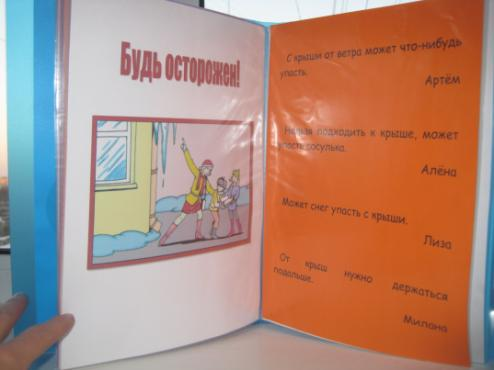 Будь осторожен!
С крыши от ветра может что-нибудь
упасть.
Артём
Нельзя подходить к крыше, может
упасть сосулька.
Алёна
Может снег упасть с крыши.
Лиза
От крыш нужно держаться
подальше.
Милана